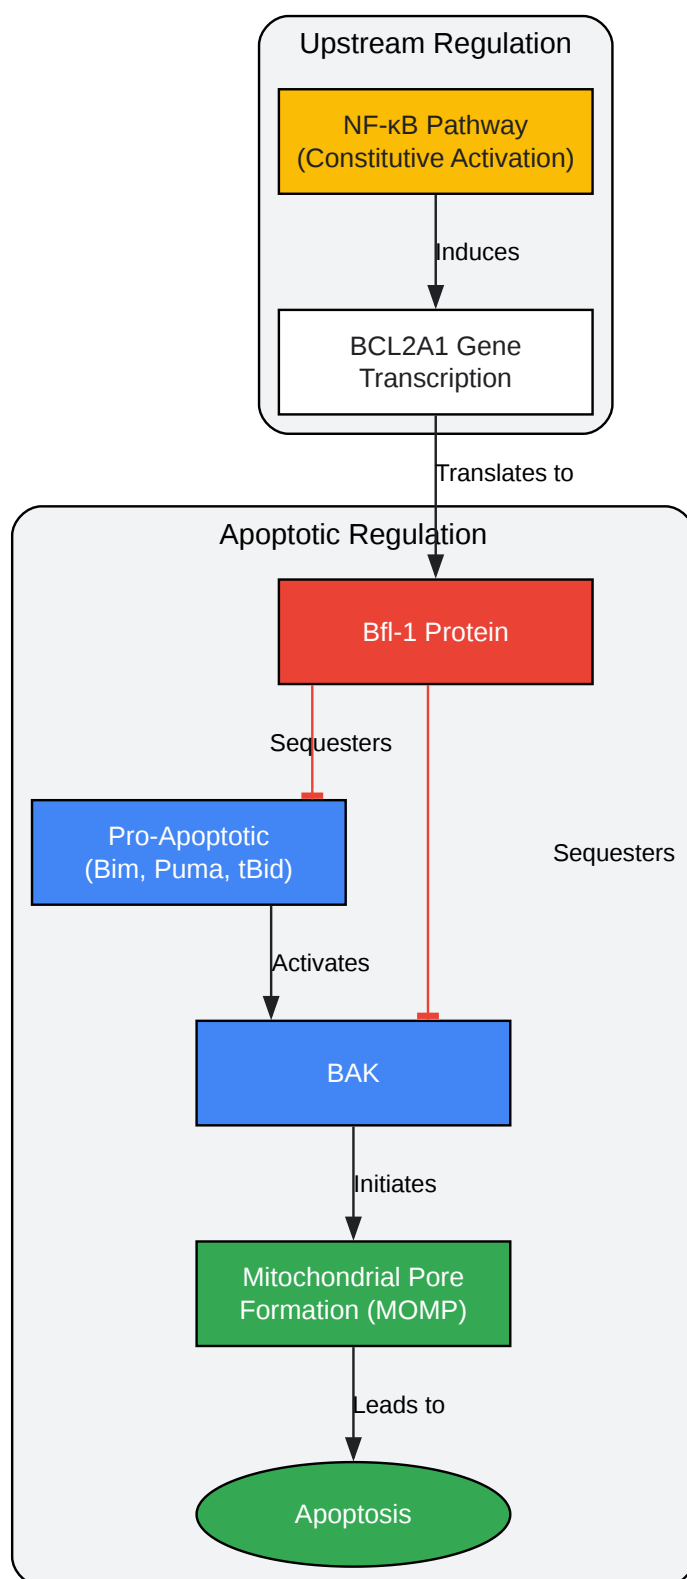 Upstream Regulation
NF-κB Pathway
(Constitutive Activation)
Induces
BCL2A1 Gene
Transcription
Translates to
Apoptotic Regulation
Bfl-1 Protein
Sequesters
Pro-Apoptotic
(Bim, Puma, tBid)
Sequesters
Activates
BAK
Initiates
Mitochondrial Pore
Formation (MOMP)
Leads to
Apoptosis